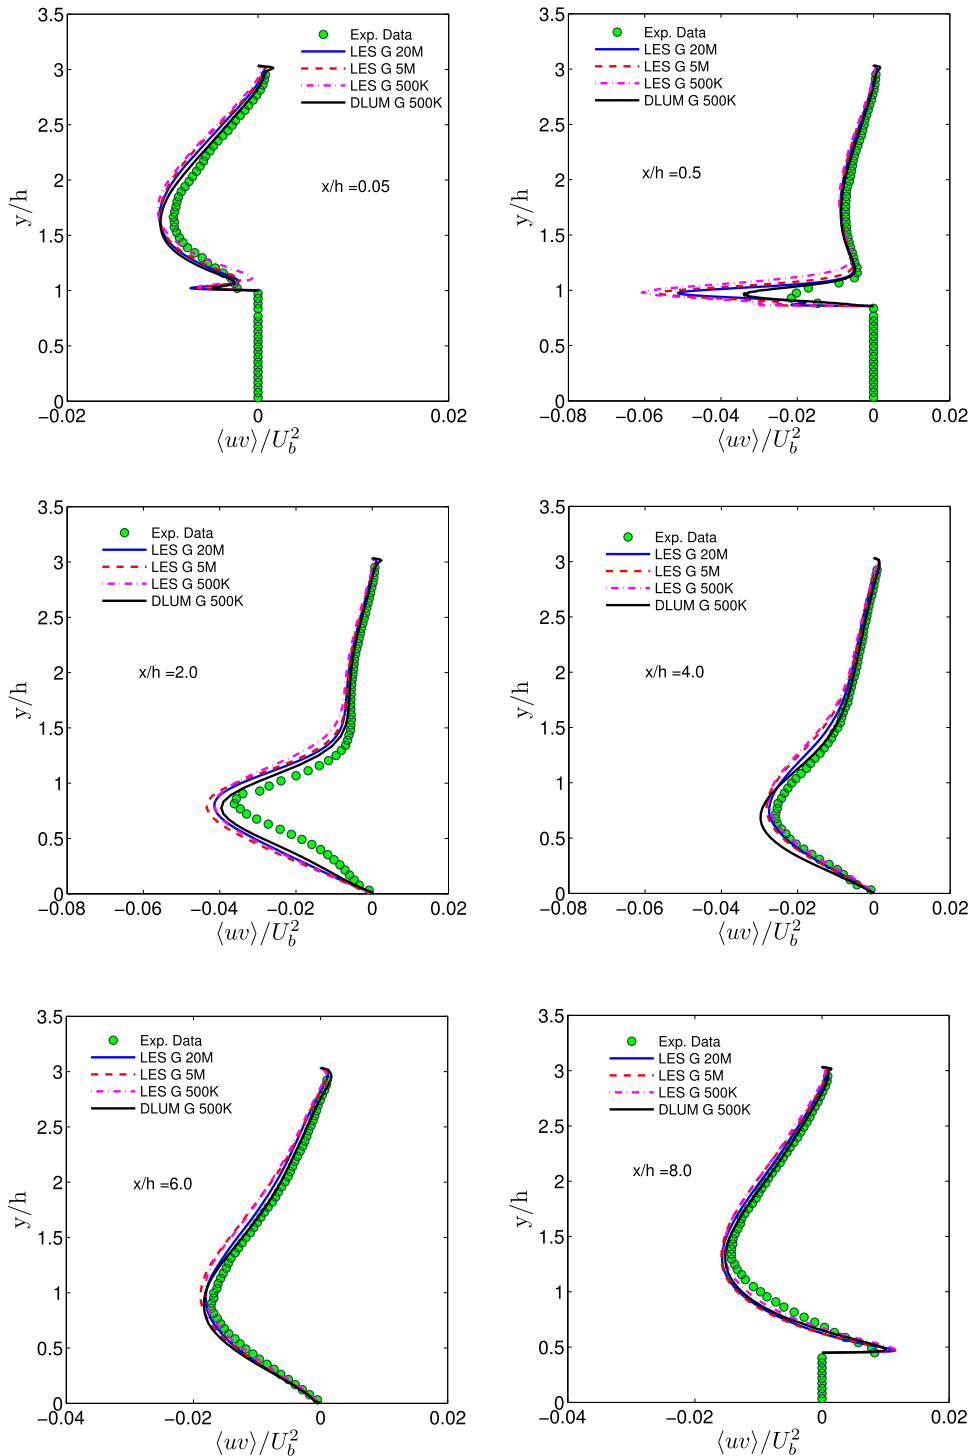 3.5
3
2.5
2
1.5
1
0.5
0
y/h
Exp. Data
LES G 20M
LES G 5M
LES G 500K
DLUM G 500K
x/h =0.05
−0.02 −0.01 0 0.01 0.02
⟨uv⟩/U_b^2
3.5
3
2.5
2
1.5
1
0.5
0
y/h
Exp. Data
LES G 20M
LES G 5M
LES G 500K
DLUM G 500K
x/h =0.5
−0.08 −0.06 −0.04 −0.02 0 0.02
⟨uv⟩/U_b^2
3.5
3
2.5
2
1.5
1
0.5
0
y/h
Exp. Data
LES G 20M
LES G 5M
LES G 500K
DLUM G 500K
x/h =2.0
−0.08 −0.06 −0.04 −0.02 0 0.02
⟨uv⟩/U_b^2
3.5
3
2.5
2
1.5
1
0.5
0
y/h
Exp. Data
LES G 20M
LES G 5M
LES G 500K
DLUM G 500K
x/h =4.0
−0.08 −0.06 −0.04 −0.02 0 0.02
⟨uv⟩/U_b^2
3.5
3
2.5
2
1.5
1
0.5
0
y/h
Exp. Data
LES G 20M
LES G 5M
LES G 500K
DLUM G 500K
x/h =6.0
−0.04 −0.02 0 0.02
⟨uv⟩/U_b^2
3.5
3
2.5
2
1.5
1
0.5
0
y/h
Exp. Data
LES G 20M
LES G 5M
LES G 500K
DLUM G 500K
x/h =8.0
−0.04 −0.02 0 0.02
⟨uv⟩/U_b^2